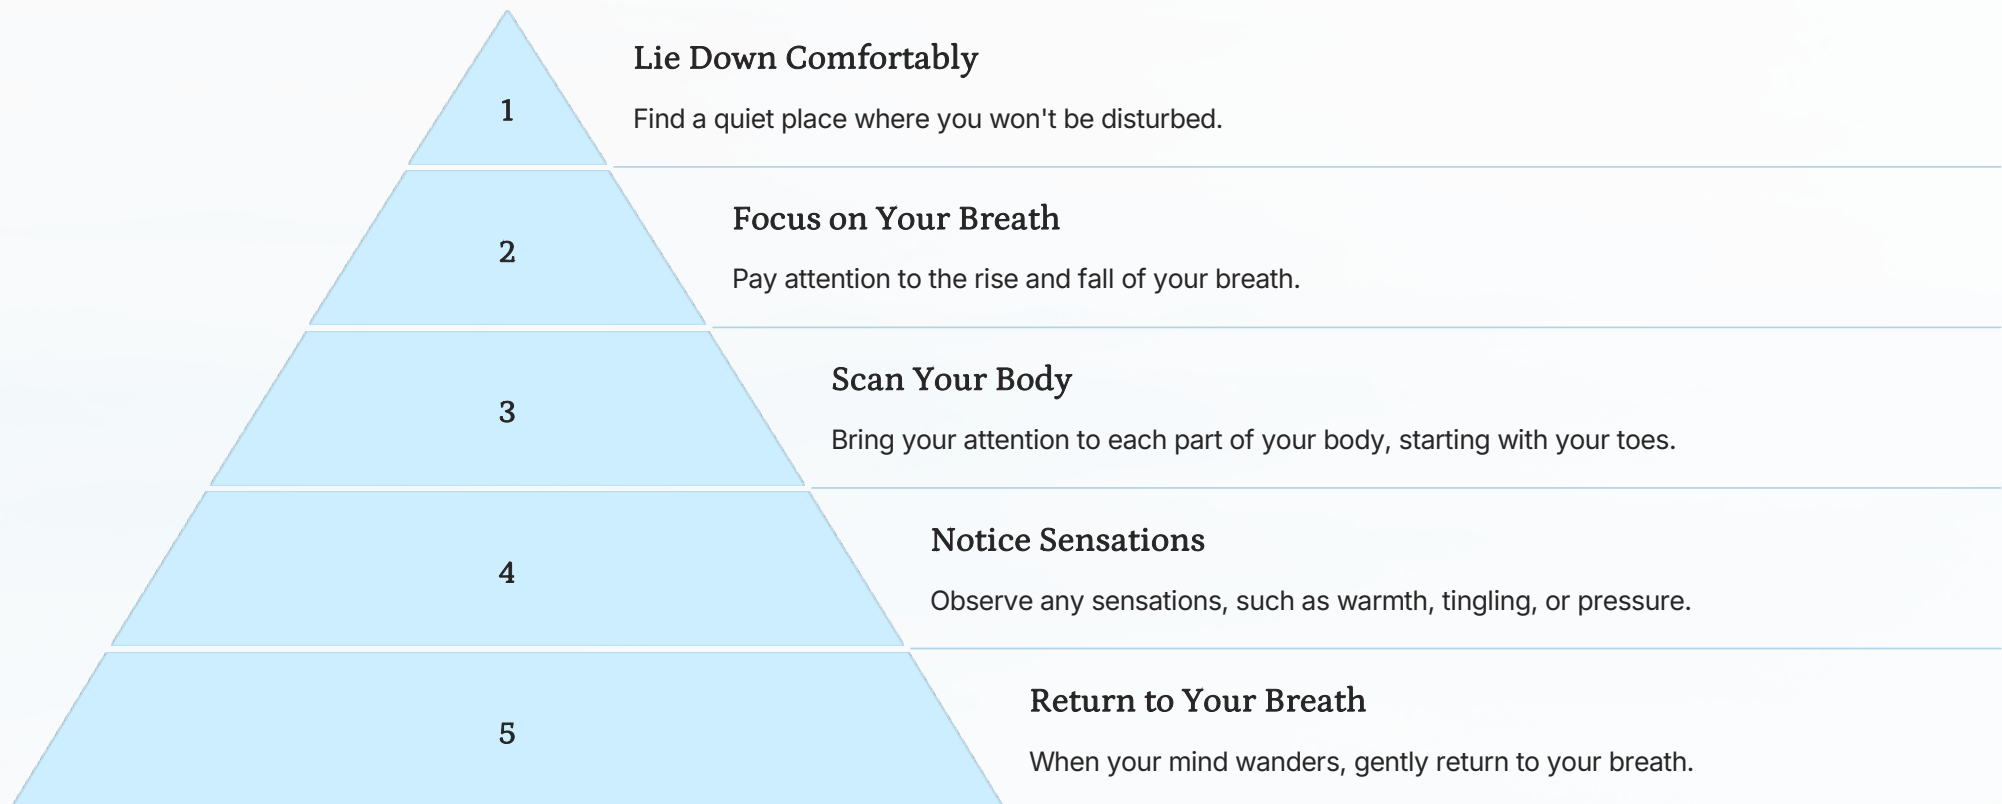 1
Lie Down Comfortably
Find a quiet place where you won't be disturbed.
2
Focus on Your Breath
Pay attention to the rise and fall of your breath.
3
Scan Your Body
Bring your attention to each part of your body, starting with your toes.
4
Notice Sensations
Observe any sensations, such as warmth, tingling, or pressure.
5
Return to Your Breath
When your mind wanders, gently return to your breath.